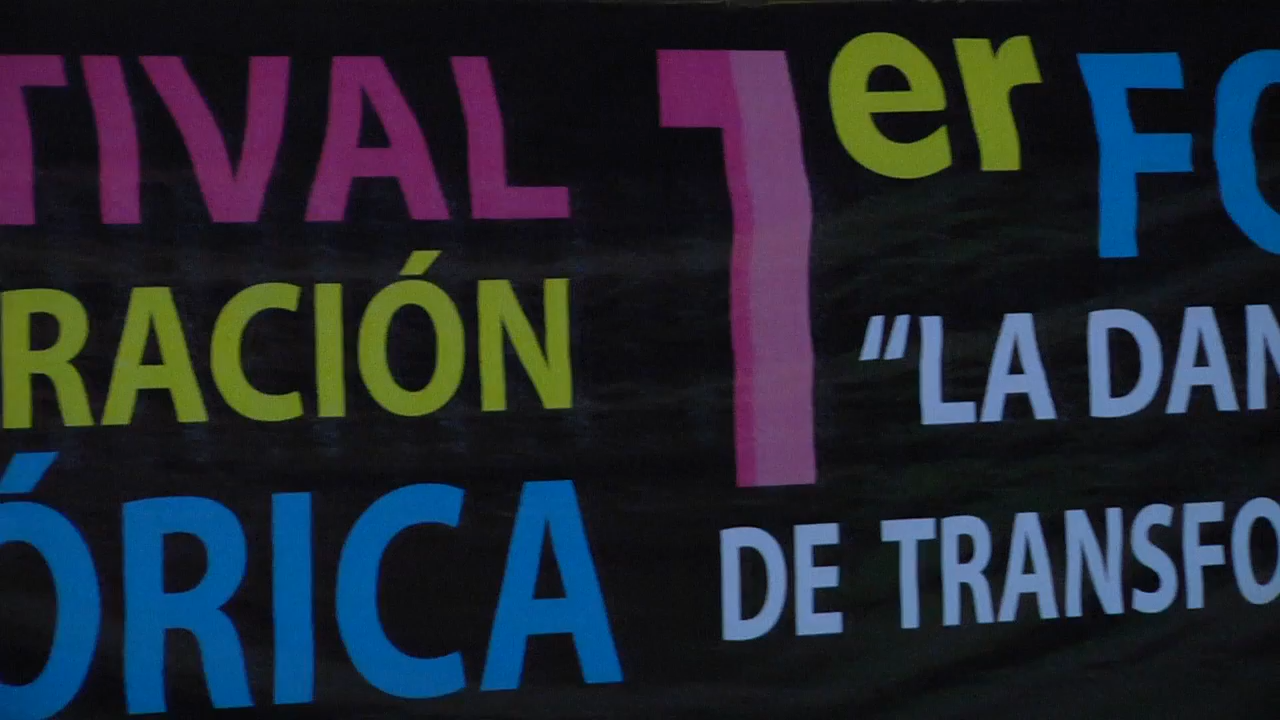 TIVAL
RACIÓN
ÓRICA
1er FO
“LA DAN
DE TRANSFO